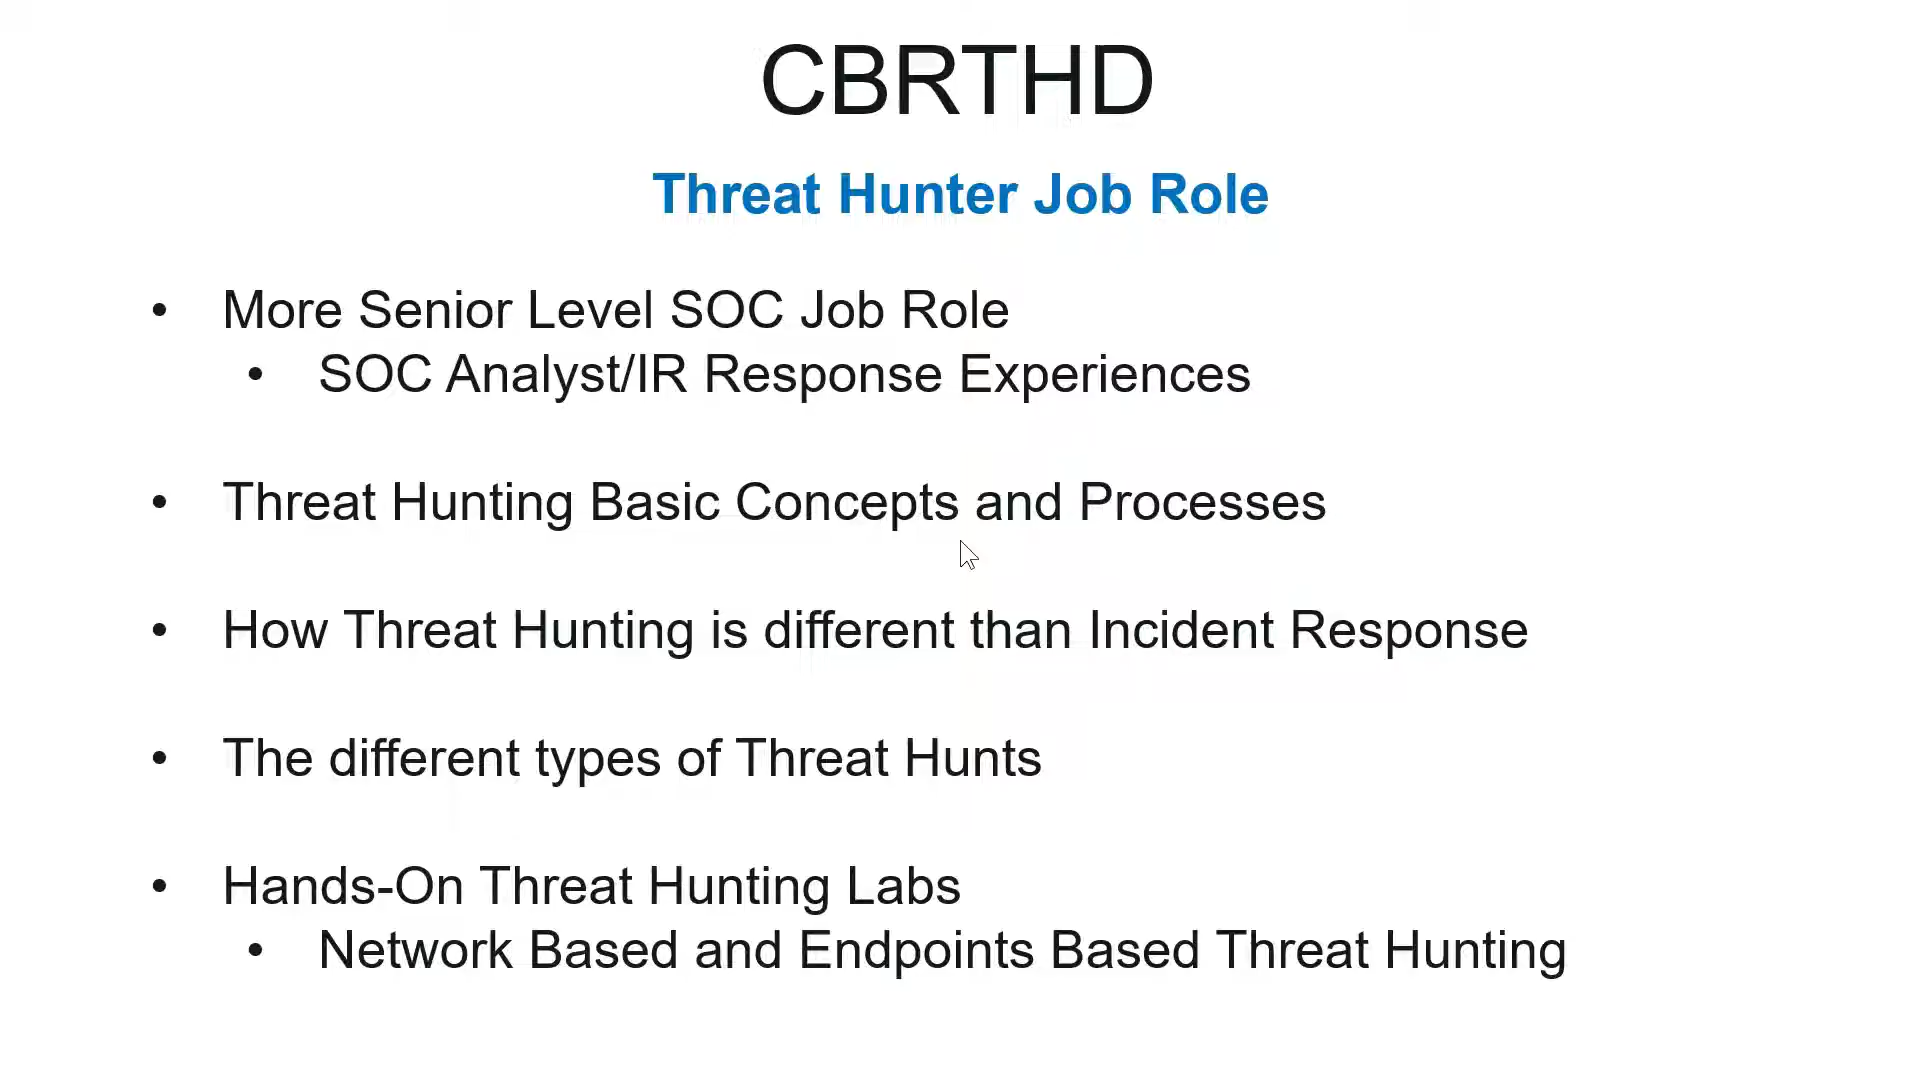 CBRTHD
Threat Hunter Job Role
• More Senior Level SOC Job Role
• SOC Analyst/IR Response Experiences
• Threat Hunting Basic Concepts and Processes
• How Threat Hunting is different than Incident Response
• The different types of Threat Hunts
• Hands-On Threat Hunting Labs
• Network Based and Endpoints Based Threat Hunting